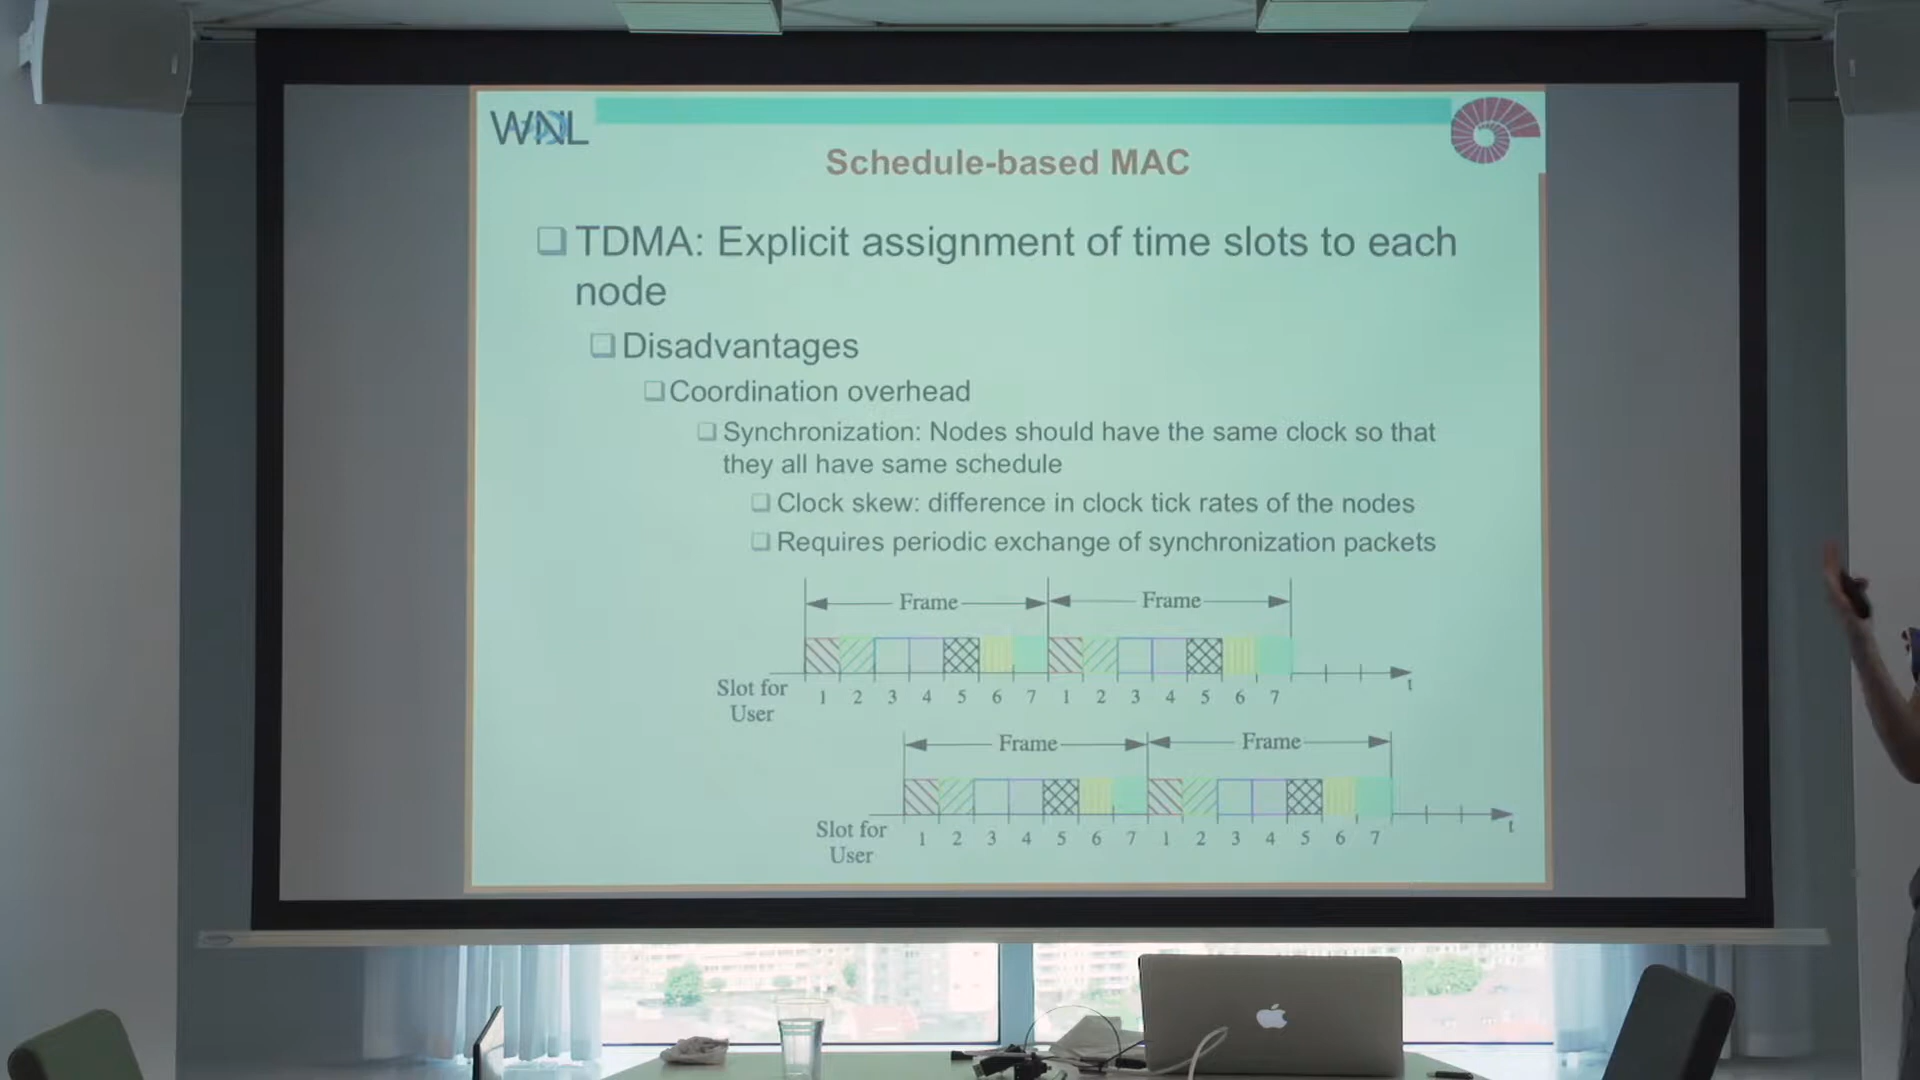 WNL
Schedule-based MAC
TDMA: Explicit assignment of time slots to each
node
Disadvantages
Coordination overhead
Synchronization: Nodes should have the same clock so that
they all have same schedule
Clock skew: difference in clock tick rates of the nodes
Requires periodic exchange of synchronization packets
Frame Frame
Slot for
User
1 2 3 4 5 6 7 1 2 3 4 5 6 7
t
Frame Frame
Slot for
User
1 2 3 4 5 6 7 1 2 3 4 5 6 7
t